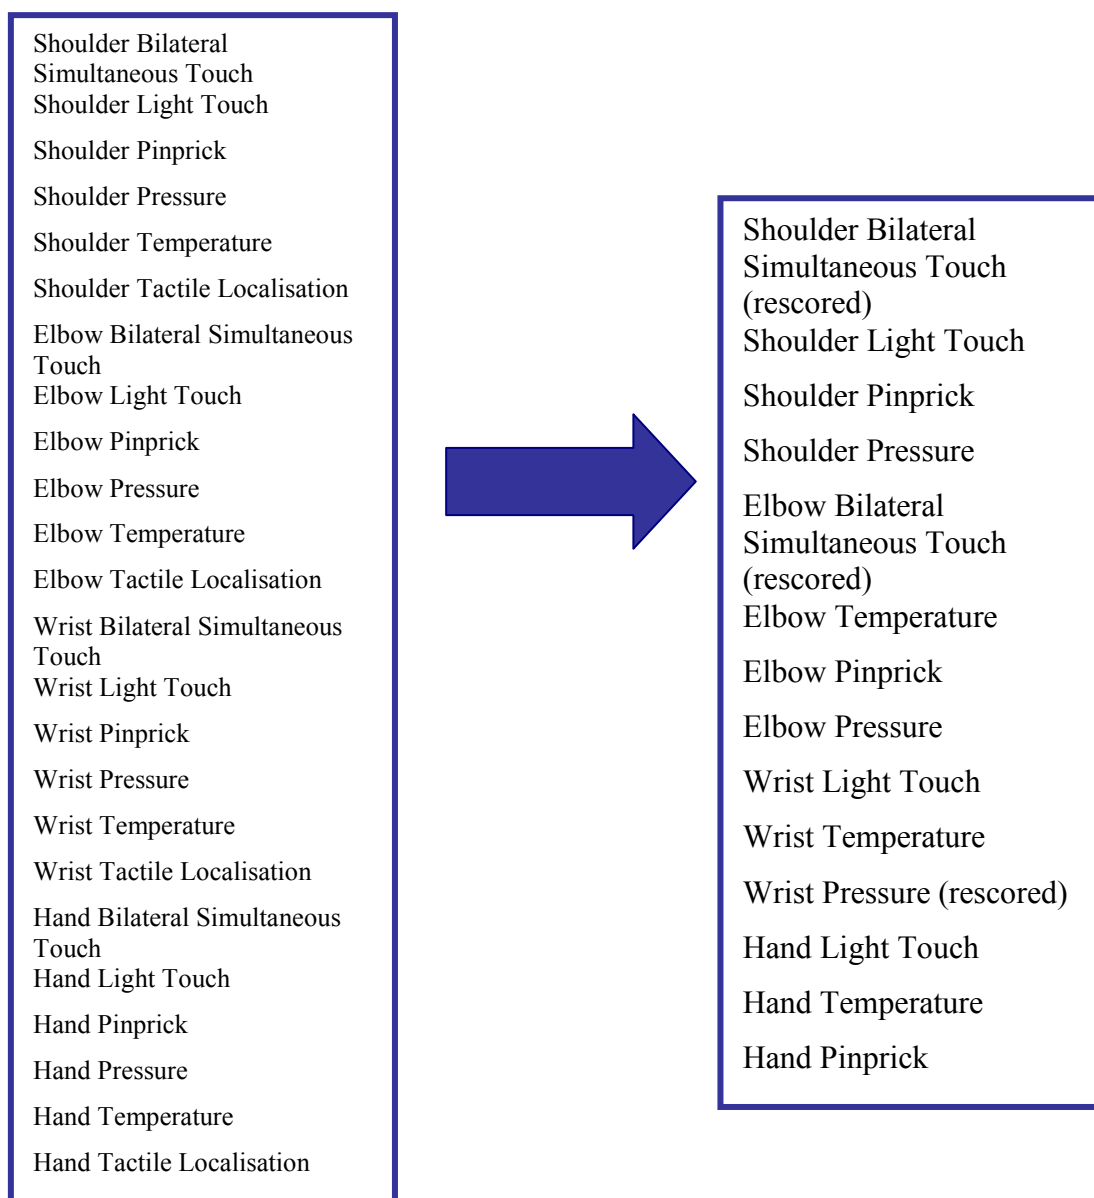 Shoulder Bilateral
Simultaneous Touch
Shoulder Light Touch
Shoulder Pinprick
Shoulder Pressure
Shoulder Temperature
Shoulder Tactile Localisation
Elbow Bilateral Simultaneous
Touch
Elbow Light Touch
Elbow Pinprick
Elbow Pressure
Elbow Temperature
Elbow Tactile Localisation
Wrist Bilateral Simultaneous
Touch
Wrist Light Touch
Wrist Pinprick
Wrist Pressure
Wrist Temperature
Wrist Tactile Localisation
Hand Bilateral Simultaneous
Touch
Hand Light Touch
Hand Pinprick
Hand Pressure
Hand Temperature
Hand Tactile Localisation
Shoulder Bilateral
Simultaneous Touch
(rescored)
Shoulder Light Touch
Shoulder Pinprick
Shoulder Pressure
Elbow Bilateral
Simultaneous Touch
(rescored)
Elbow Temperature
Elbow Pinprick
Elbow Pressure
Wrist Light Touch
Wrist Temperature
Wrist Pressure (rescored)
Hand Light Touch
Hand Temperature
Hand Pinprick